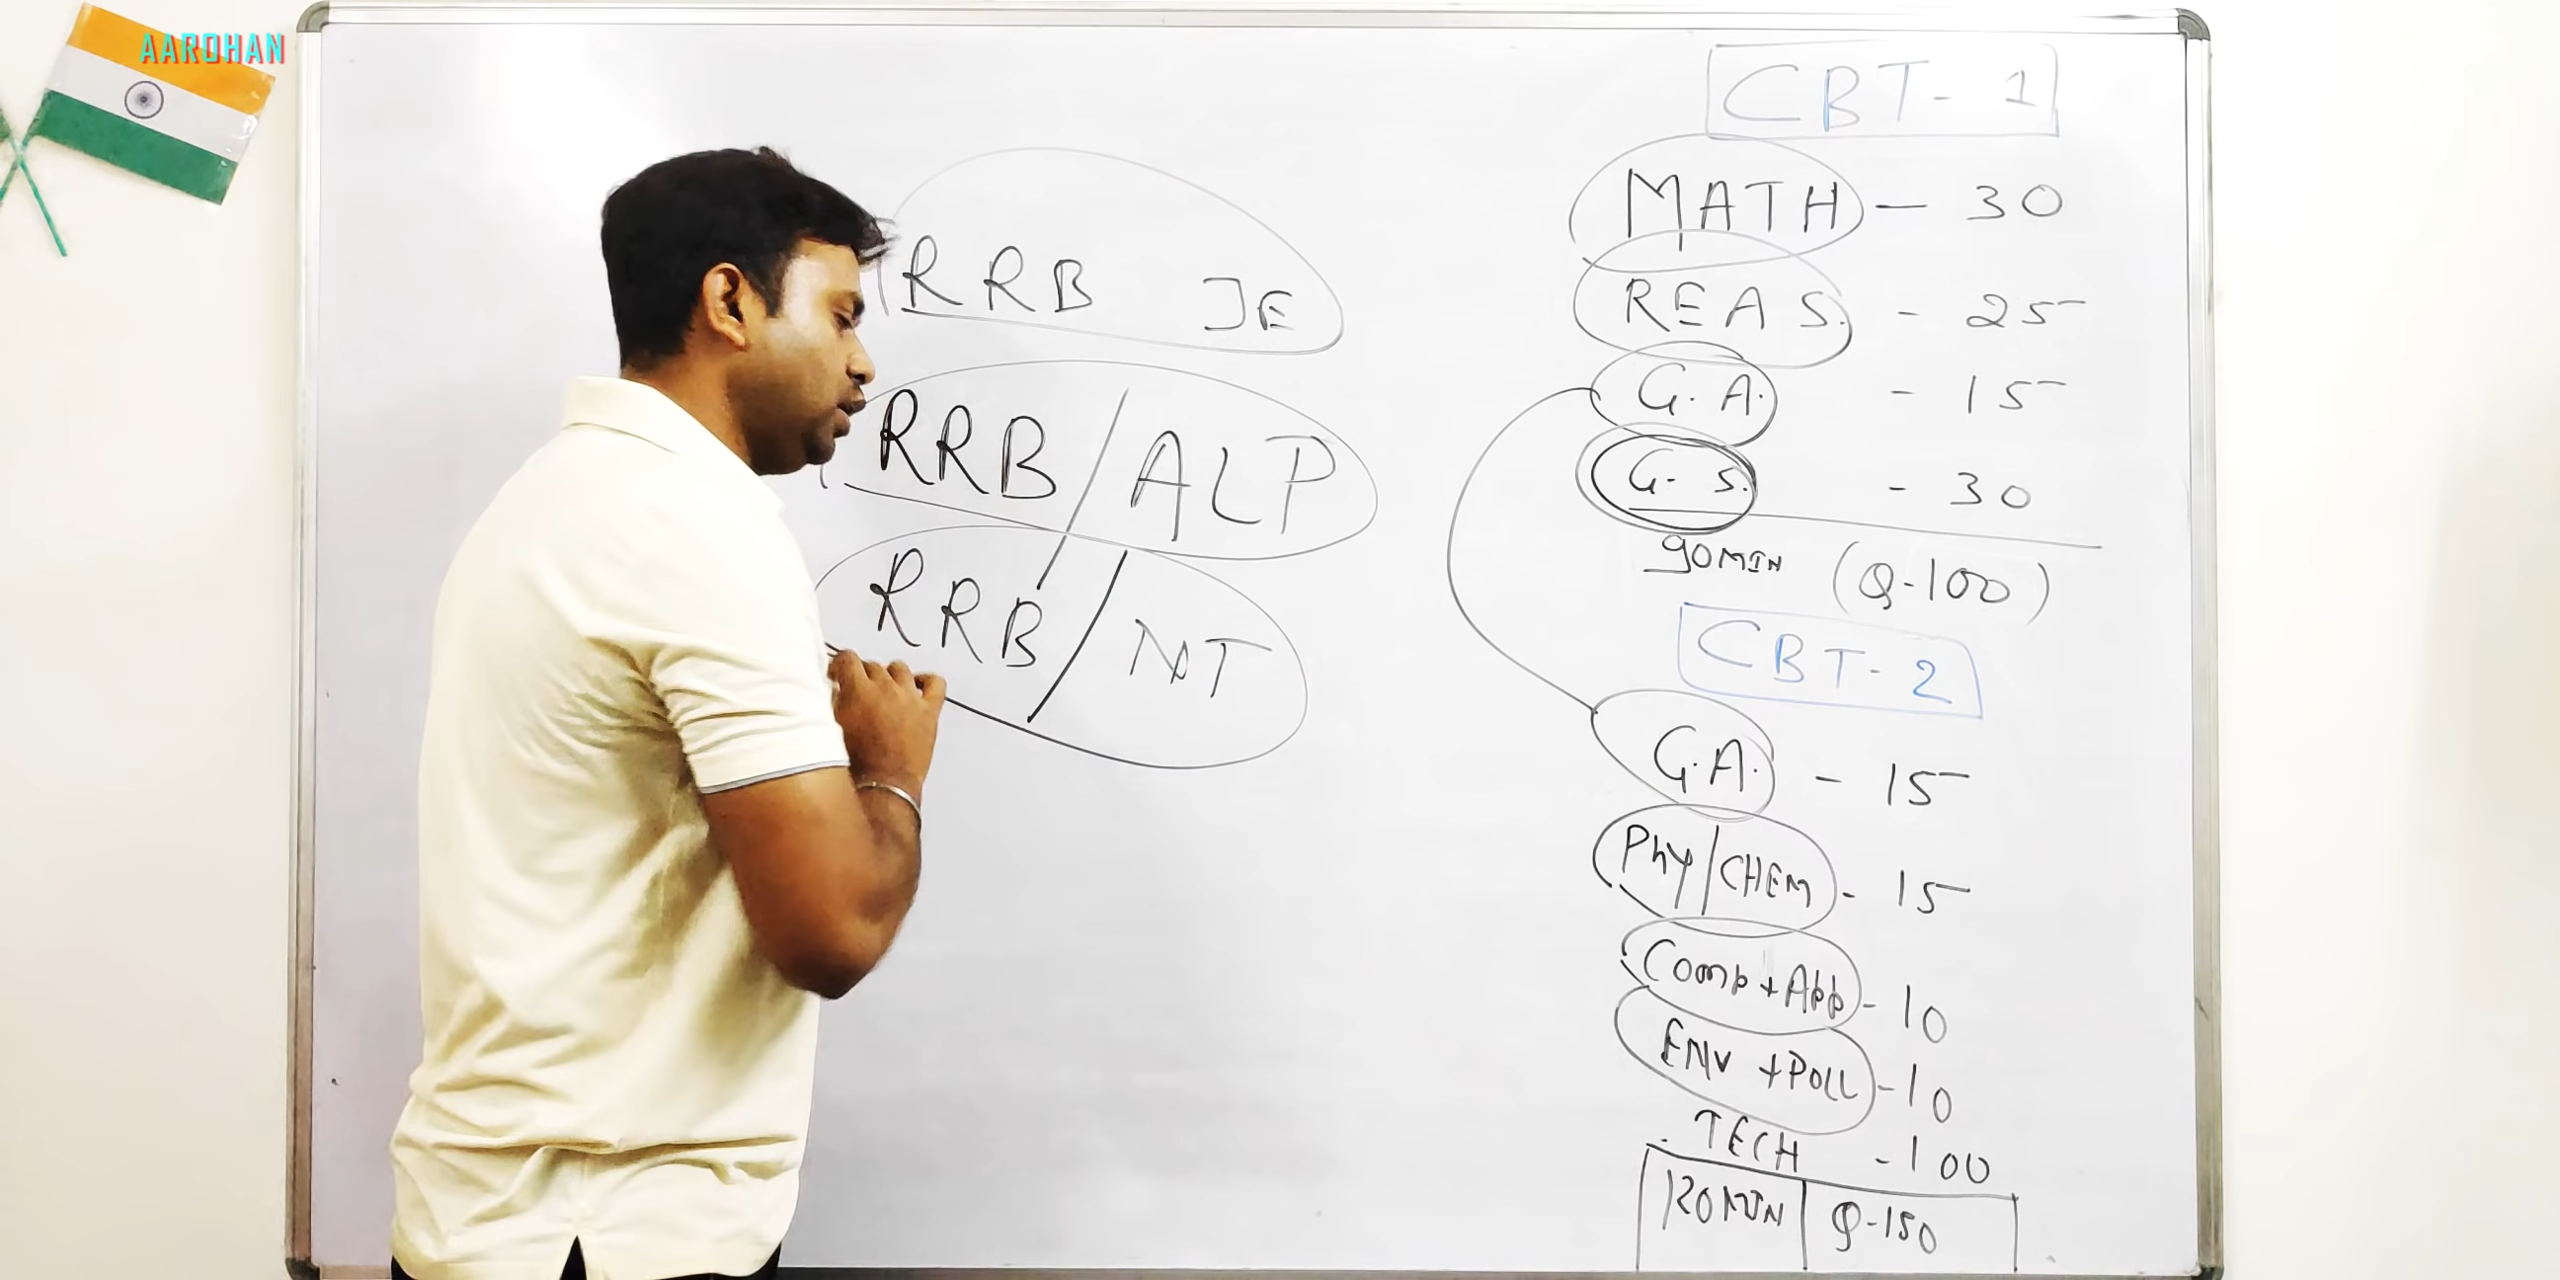 AAROHAN
RRB JE
RRB/ALP
RRB/NT
CBT-1
MATH - 30
REAS. - 25
G.A. - 15
G.S. - 30
90MIN (Q-100)
CBT-2
G.A. - 15
Phy/CHEM - 15
Comp+App - 10
ENV+POLL - 10
TECH - 100
120MIN Q-150